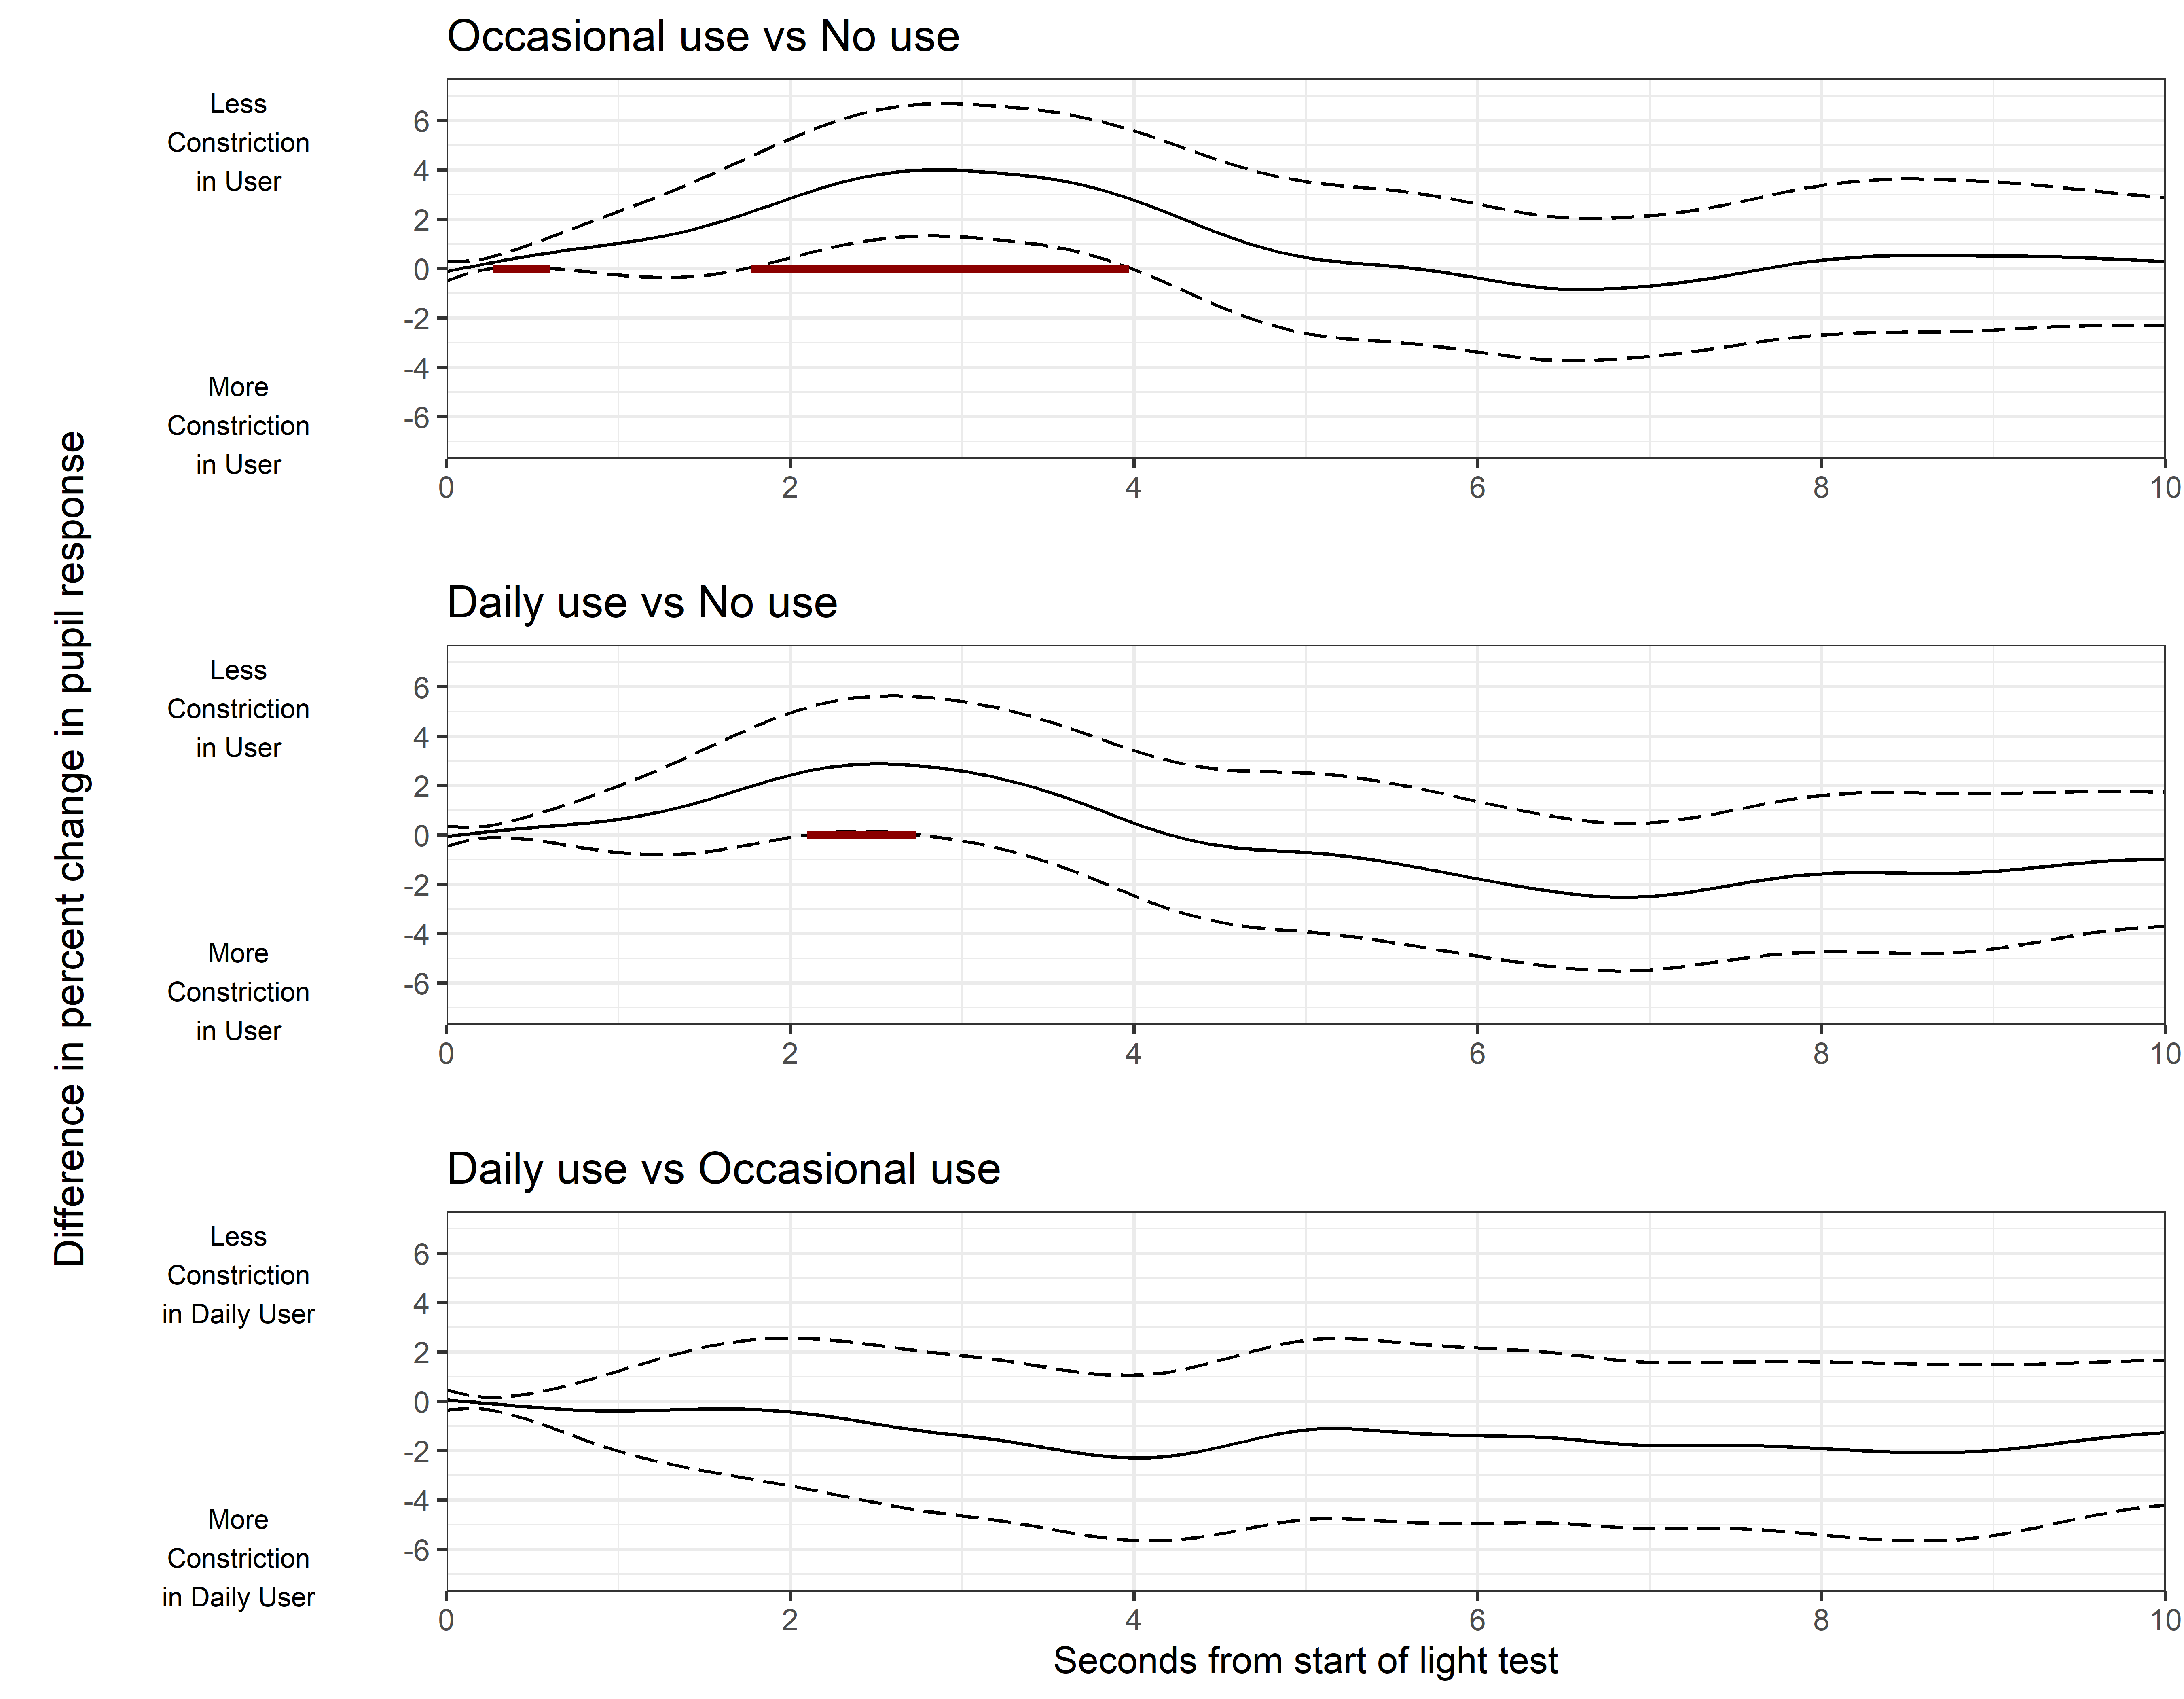 Difference in percent change in pupil response
Occasional use vs No use
Less
Constriction
in User
More
Constriction
in User
6
4
2
0
-2
-4
-6
0 2 4 6 8 10
Daily use vs No use
Less
Constriction
in User
More
Constriction
in User
6
4
2
0
-2
-4
-6
0 2 4 6 8 10
Daily use vs Occasional use
Less
Constriction
in Daily User
More
Constriction
in Daily User
6
4
2
0
-2
-4
-6
0 2 4 6 8 10
Seconds from start of light test